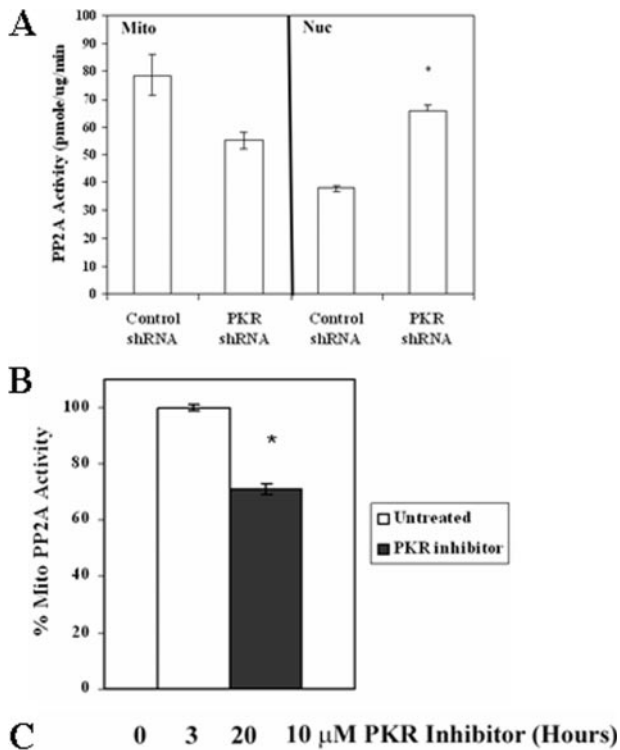 A
Mito
Nuc
*
PP2A Activity (pmole/ug/min
100
90
80
70
60
50
40
30
20
10
0
Control shRNA
PKR shRNA
Control shRNA
PKR shRNA
B
% Mito PP2A Activity
100
80
60
40
20
0
*
Untreated
PKR inhibitor
C 0 3 20 10 μM PKR Inhibitor (Hours)